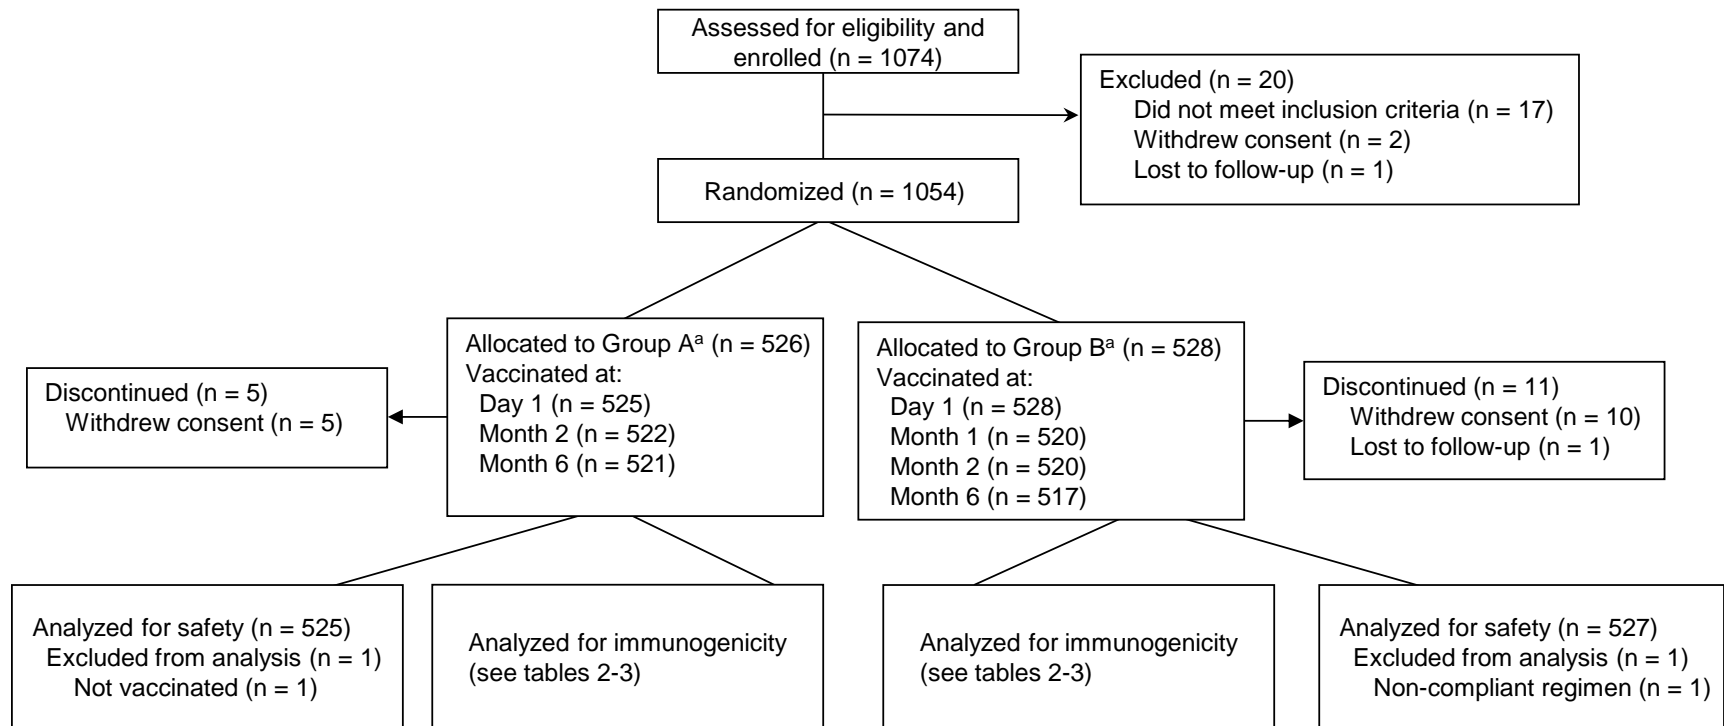 Assessed for eligibility and
enrolled (n = 1074)
Excluded (n = 20)
Did not meet inclusion criteria (n = 17)
Withdrew consent (n = 2)
Lost to follow-up (n = 1)
Randomized (n = 1054)
Allocated to Group Aᵃ (n = 526)
Vaccinated at:
Day 1 (n = 525)
Month 2 (n = 522)
Month 6 (n = 521)
Allocated to Group Bᵃ (n = 528)
Vaccinated at:
Day 1 (n = 528)
Month 1 (n = 520)
Month 2 (n = 520)
Month 6 (n = 517)
Discontinued (n = 5)
Withdrew consent (n = 5)
Discontinued (n = 11)
Withdrew consent (n = 10)
Lost to follow-up (n = 1)
Analyzed for safety (n = 525)
Excluded from analysis (n = 1)
Not vaccinated (n = 1)
Analyzed for immunogenicity
(see tables 2-3)
Analyzed for immunogenicity
(see tables 2-3)
Analyzed for safety (n = 527)
Excluded from analysis (n = 1)
Non-compliant regimen (n = 1)